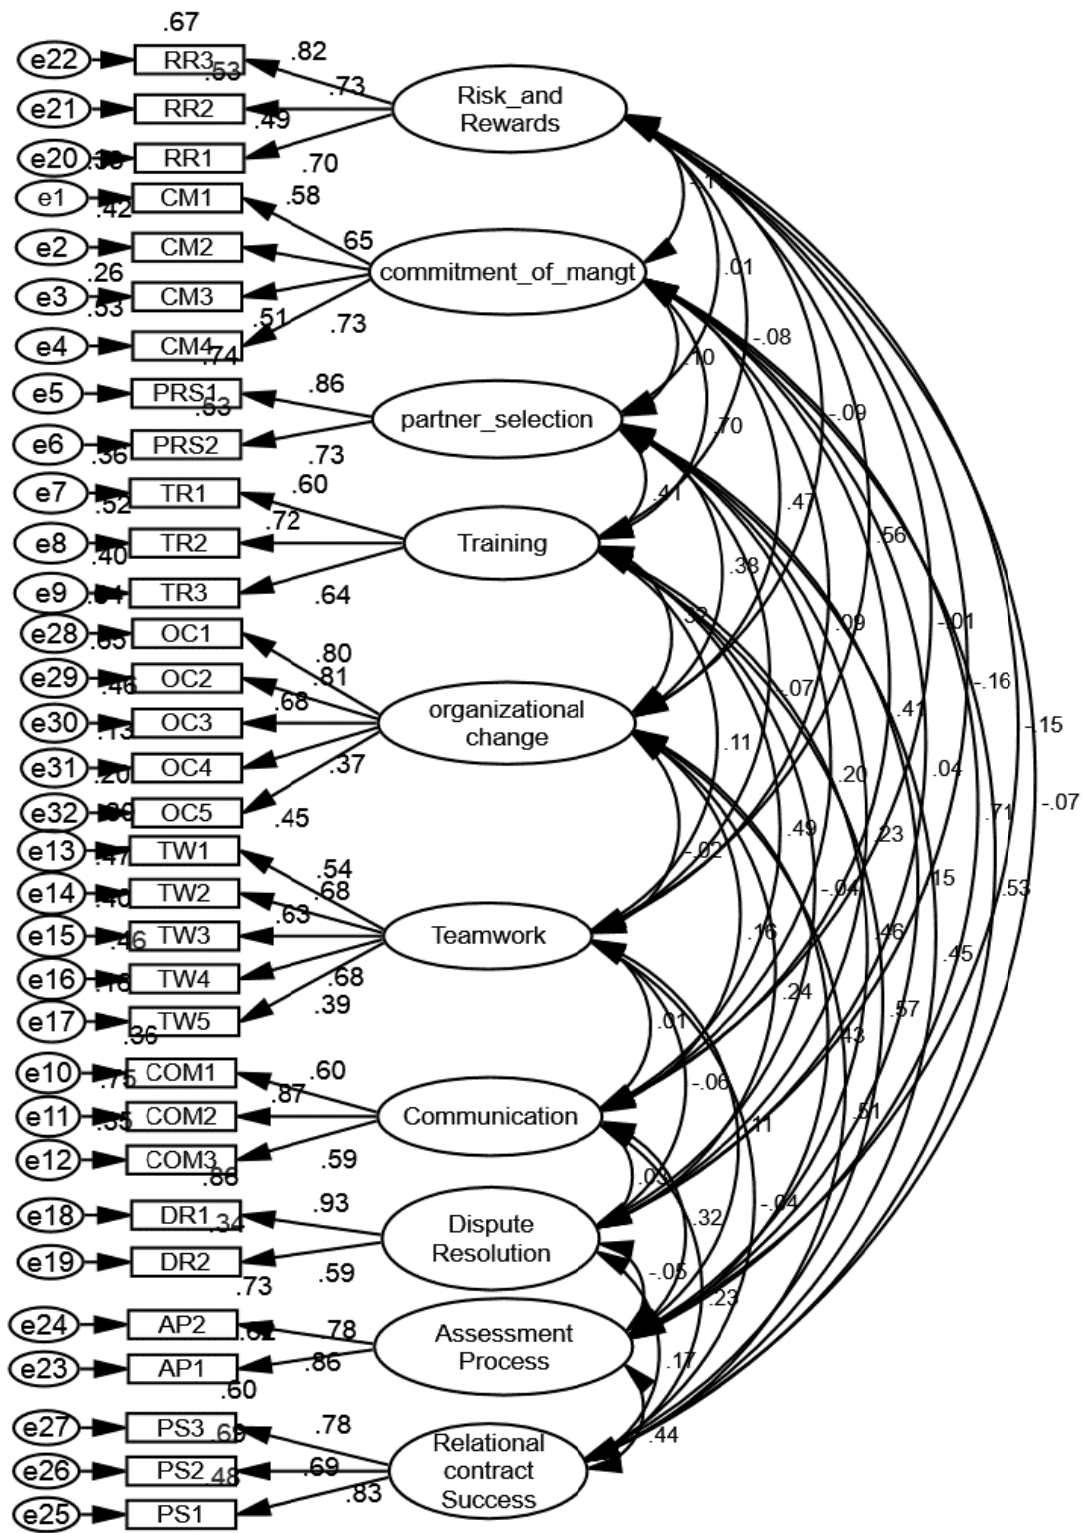 .67
e22
RR3
.53
.82
e21
RR2
.73
.49
e20
RR1
.70
Risk_and
Rewards
e1
CM1
.42
.58
e2
CM2
65
.26
e3
CM3
.53
.51
.73
e4
CM4
.74
commitment_of_mangt
e5
PRS1
.53
.86
e6
PRS2
.36
.73
partner_selection
e7
TR1
.52
.60
e8
TR2
.40
.72
e9
TR3
.64
Training
e28
OC1
.65
.80
e29
OC2
.46
.81
e30
OC3
.13
.68
e31
OC4
.20
.37
e32
OC5
.45
organizational
change
e13
TW1
.47
.54
e14
TW2
.40
.68
e15
TW3
.46
.63
e16
TW4
.68
e17
TW5
.36
.39
Teamwork
e10
COM1
.75
.60
e11
COM2
.35
.87
e12
COM3
.86
.59
Communication
e18
DR1
.34
.93
e19
DR2
.73
.59
Dispute
Resolution
e24
AP2
.62
.78
e23
AP1
.60
.86
Assessment
Process
e27
PS3
.69
.78
e26
PS2
.48
.69
e25
PS1
.83
Relational
contract
Success
.01
-.08
.10
-.09
.70
.41
.47
.56
.38
.32
.09
-.01
-.16
-.07
.41
-.15
.11
.20
.04
-.07
.71
.49
.23
-.02
15
.53
-.04
.16
.46
.45
.24
.57
.01
43
-.06
.51
.11
.03
-.04
.32
-.05
.23
.17
.44